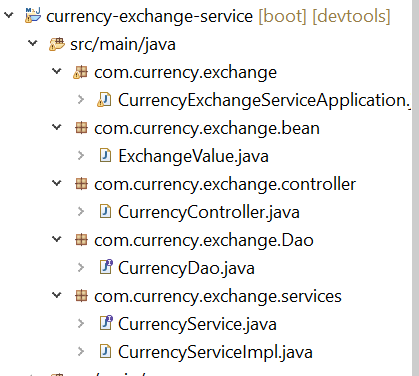 currency-exchange-service [boot] [devtools]
src/main/java
com.currency.exchange
CurrencyExchangeServiceApplication.
com.currency.exchange.bean
ExchangeValue.java
com.currency.exchange.controller
CurrencyController.java
com.currency.exchange.Dao
CurrencyDao.java
com.currency.exchange.services
CurrencyService.java
CurrencyServiceImpl.java